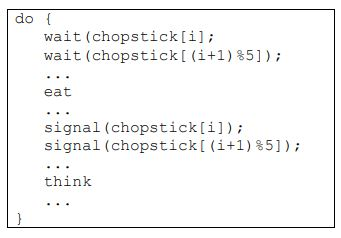 do {
wait(chopstick[i];
wait(chopstick[(i+1)%5]);
...
eat
...
signal(chopstick[i]);
signal(chopstick[(i+1)%5]);
...
think
...
}